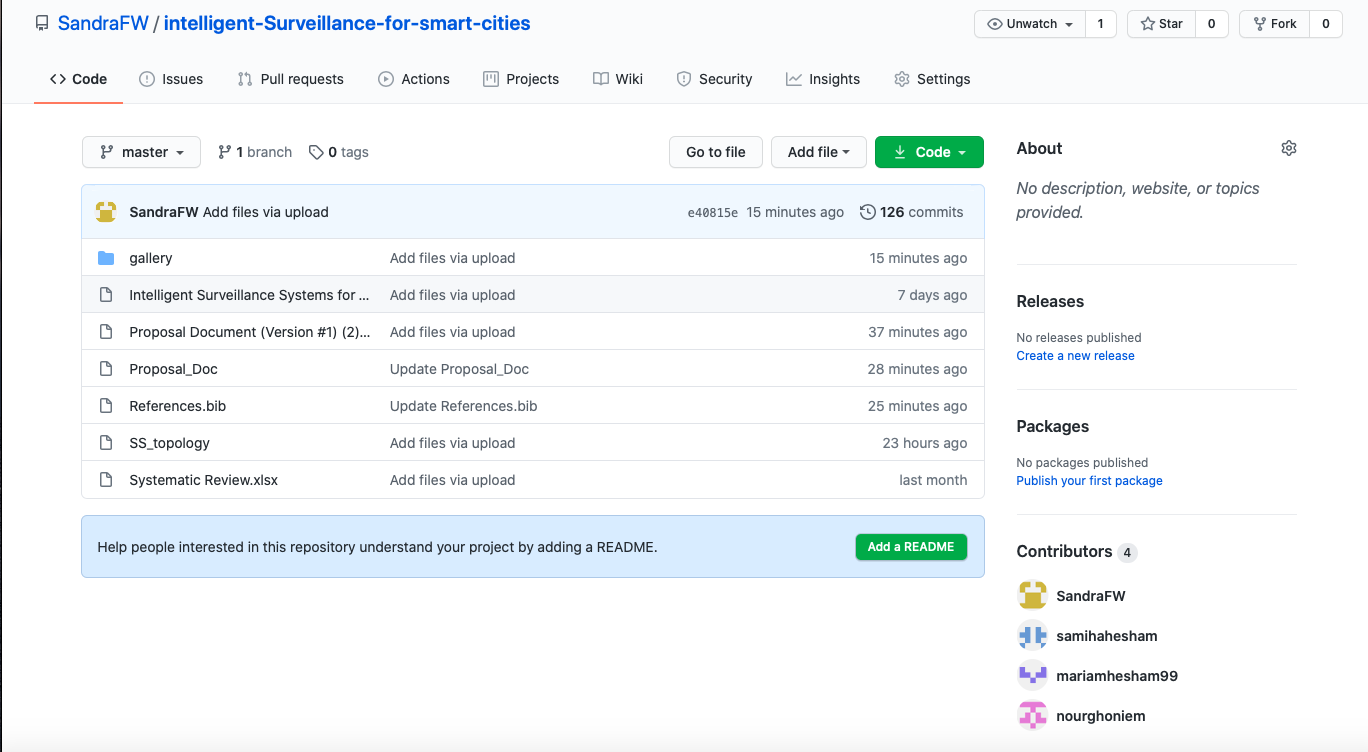 SandraFW / intelligent-Surveillance-for-smart-cities
Unwatch 1 Star 0 Fork 0
Code Issues Pull requests Actions Projects Wiki Security Insights Settings
master 1 branch 0 tags Go to file Add file Code
SandraFW Add files via upload e40815e 15 minutes ago 126 commits
gallery Add files via upload 15 minutes ago
Intelligent Surveillance Systems for ... Add files via upload 7 days ago
Proposal Document (Version #1) (2)... Add files via upload 37 minutes ago
Proposal_Doc Update Proposal_Doc 28 minutes ago
References.bib Update References.bib 25 minutes ago
SS_topology Add files via upload 23 hours ago
Systematic Review.xlsx Add files via upload last month
Help people interested in this repository understand your project by adding a README. Add a README
About
No description, website, or topics
provided.
Releases
No releases published
Create a new release
Packages
No packages published
Publish your first package
Contributors 4
SandraFW
samihahesham
mariamhesham99
nourghoniem